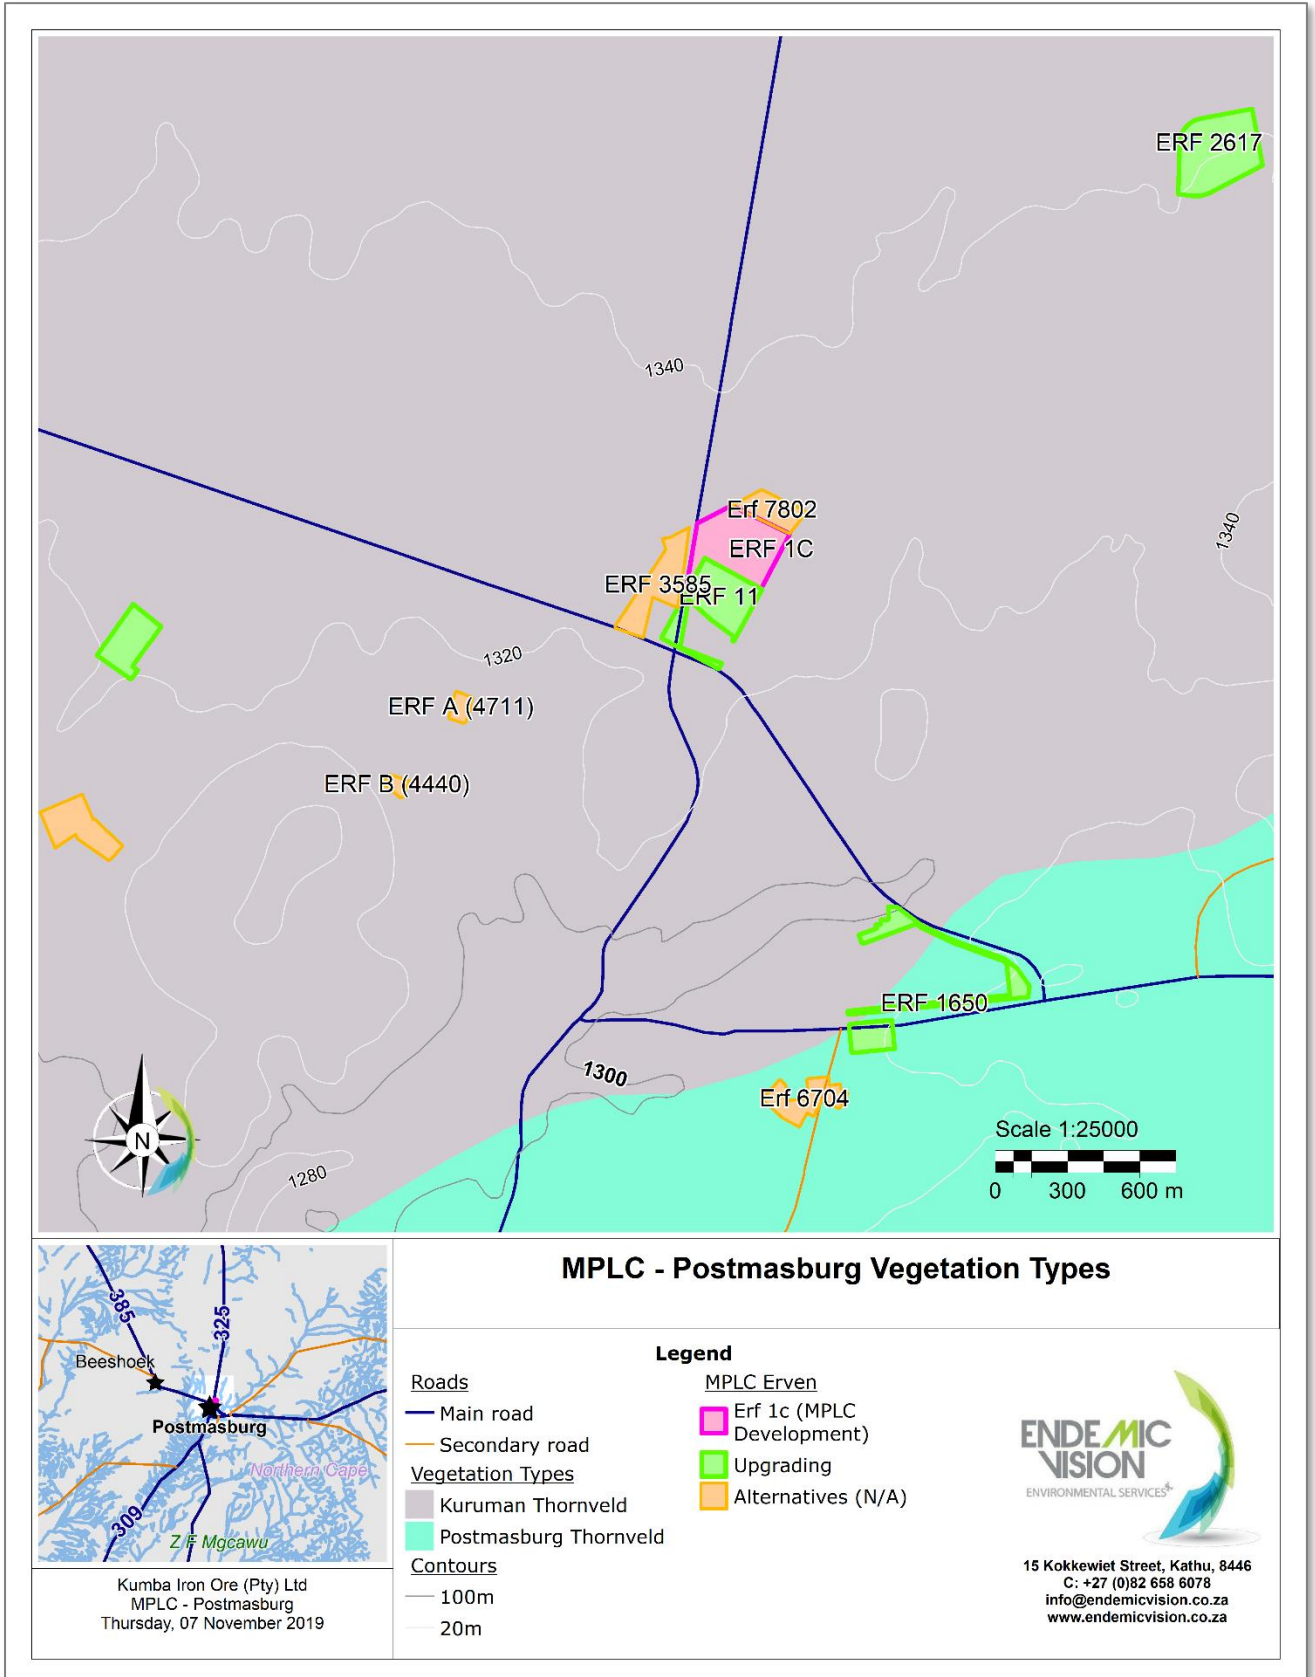 ERF 2617
1340
1340
Erf 7802
ERF 1C
ERF 3585
ERF 11
1320
ERF A (4711)
ERF B (4440)
ERF 1650
1300
Erf 6704
N
1280
Scale 1:25000
0 300 600 m
385
325
Beeshoek
Postmasburg
Northern Cape
309
Z F Mgcawu
Kumba Iron Ore (Pty) Ltd
MPLC - Postmasburg
Thursday, 07 November 2019
MPLC - Postmasburg Vegetation Types
Legend
Roads
Main road
Secondary road
Vegetation Types
Kuruman Thornveld
Postmasburg Thornveld
Contours
100m
20m
MPLC Erven
Erf 1c (MPLC
Development)
Upgrading
Alternatives (N/A)
ENDEMIC
VISION
ENVIRONMENTAL SERVICES
15 Kokkewiet Street, Kathu, 8446
C: +27 (0)82 658 6078
info@endemicvision.co.za
www.endemicvision.co.za